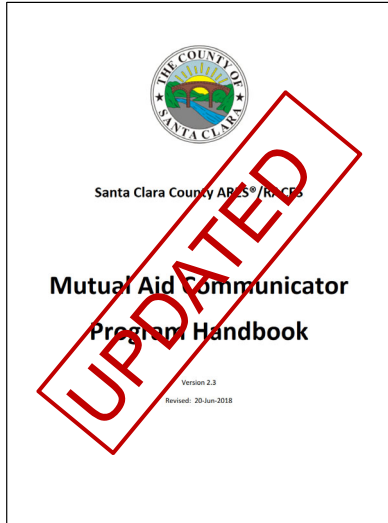 THE COUNTY OF
SANTA CLARA
Santa Clara County ARES®/RACES
Mutual Aid Communicator
Program Handbook
Version 2.3
Revised: 20-Jun-2018
UPDATED